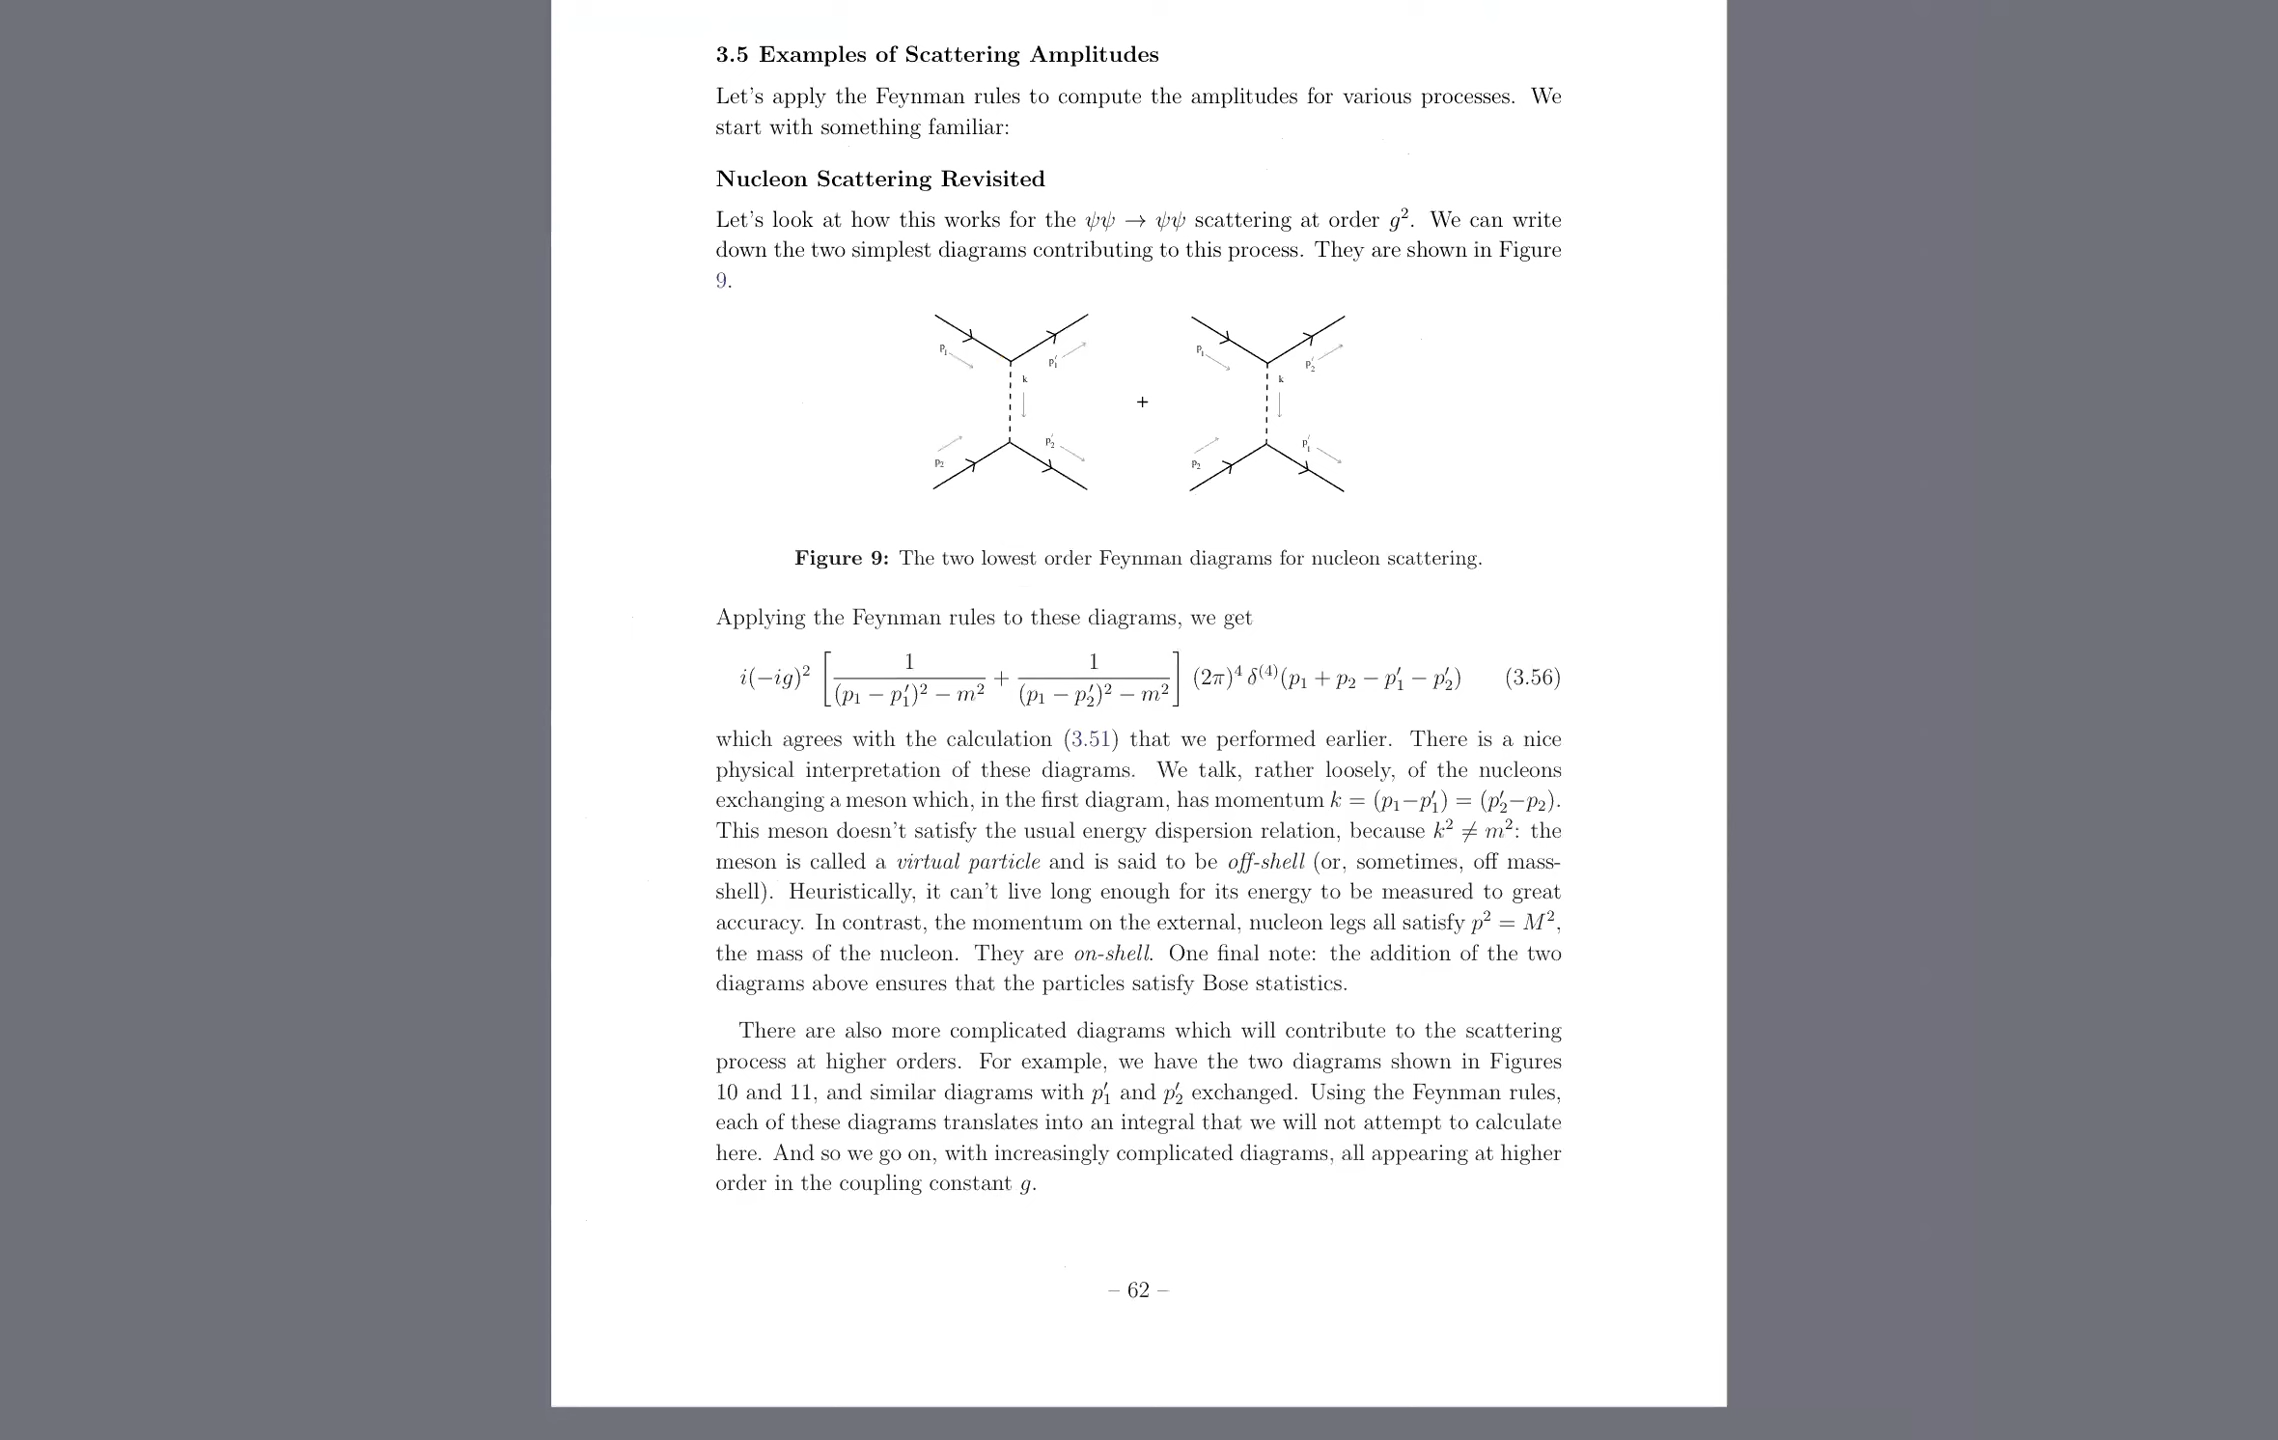 3.5 Examples of Scattering Amplitudes
Let's apply the Feynman rules to compute the amplitudes for various processes. We
start with something familiar:
Nucleon Scattering Revisited
Let's look at how this works for the ψψ → ψψ scattering at order g². We can write
down the two simplest diagrams contributing to this process. They are shown in Figure
9.
p₁ p₁′ k p₂′ p₂
+
p₁ p₂′ k p₁′ p₂
Figure 9: The two lowest order Feynman diagrams for nucleon scattering.
Applying the Feynman rules to these diagrams, we get
i(−ig)² [ 1/((p₁ − p₁′)² − m²) + 1/((p₁ − p₂′)² − m²) ] (2π)⁴ δ⁽⁴⁾(p₁ + p₂ − p₁′ − p₂′) (3.56)
which agrees with the calculation (3.51) that we performed earlier. There is a nice
physical interpretation of these diagrams. We talk, rather loosely, of the nucleons
exchanging a meson which, in the first diagram, has momentum k = (p₁−p₁′) = (p₂′−p₂).
This meson doesn't satisfy the usual energy dispersion relation, because k² ≠ m²: the
meson is called a virtual particle and is said to be off-shell (or, sometimes, off mass-
shell). Heuristically, it can't live long enough for its energy to be measured to great
accuracy. In contrast, the momentum on the external, nucleon legs all satisfy p² = M²,
the mass of the nucleon. They are on-shell. One final note: the addition of the two
diagrams above ensures that the particles satisfy Bose statistics.
There are also more complicated diagrams which will contribute to the scattering
process at higher orders. For example, we have the two diagrams shown in Figures
10 and 11, and similar diagrams with p₁′ and p₂′ exchanged. Using the Feynman rules,
each of these diagrams translates into an integral that we will not attempt to calculate
here. And so we go on, with increasingly complicated diagrams, all appearing at higher
order in the coupling constant g.
– 62 –